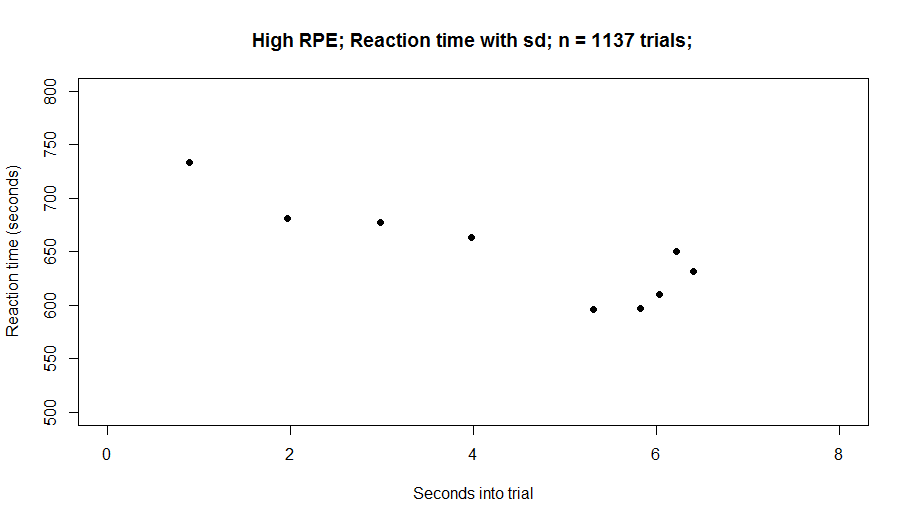 High RPE; Reaction time with sd; n = 1137 trials;
Reaction time (seconds)
800
750
700
650
600
550
500
0 2 4 6 8
Seconds into trial